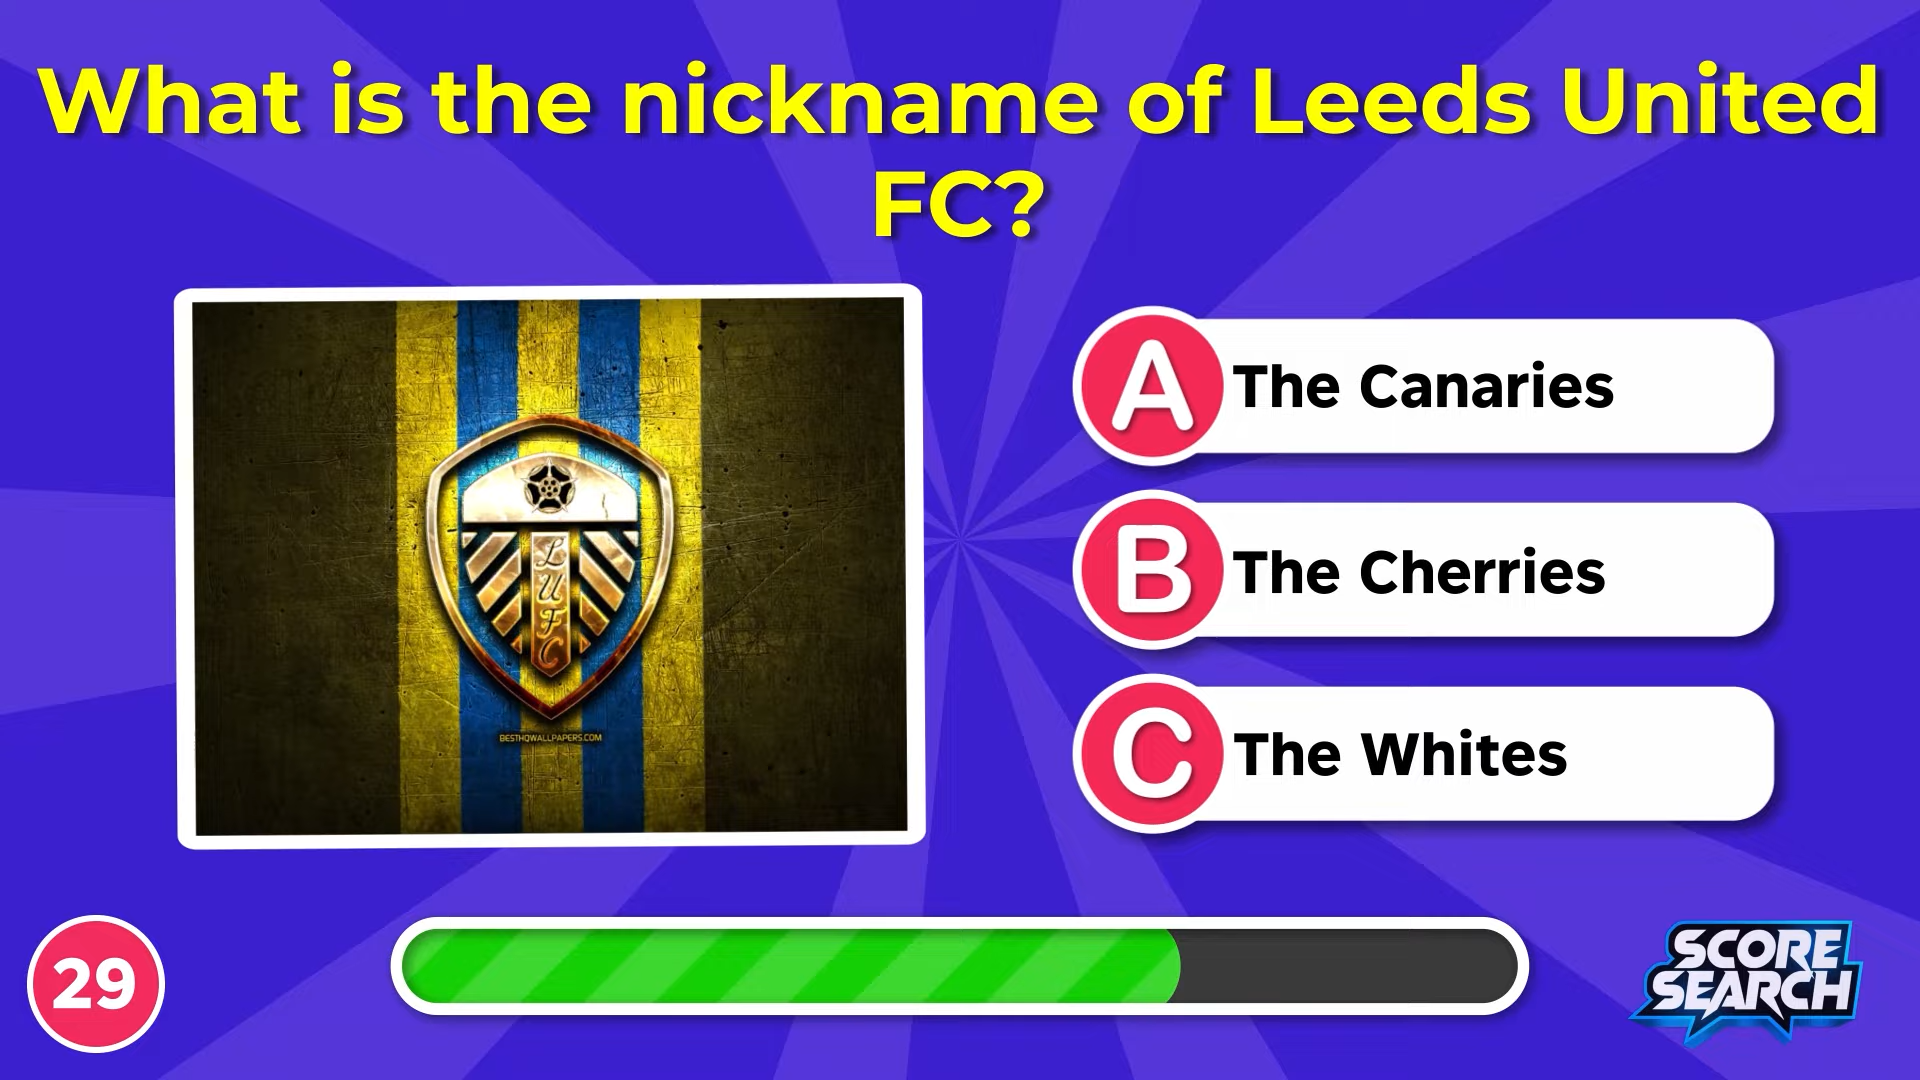 What is the nickname of Leeds United
FC?
A The Canaries
B The Cherries
C The Whites
L
U
F
C
BESTHQWALLPAPERS.COM
29
SCORE
SEARCH